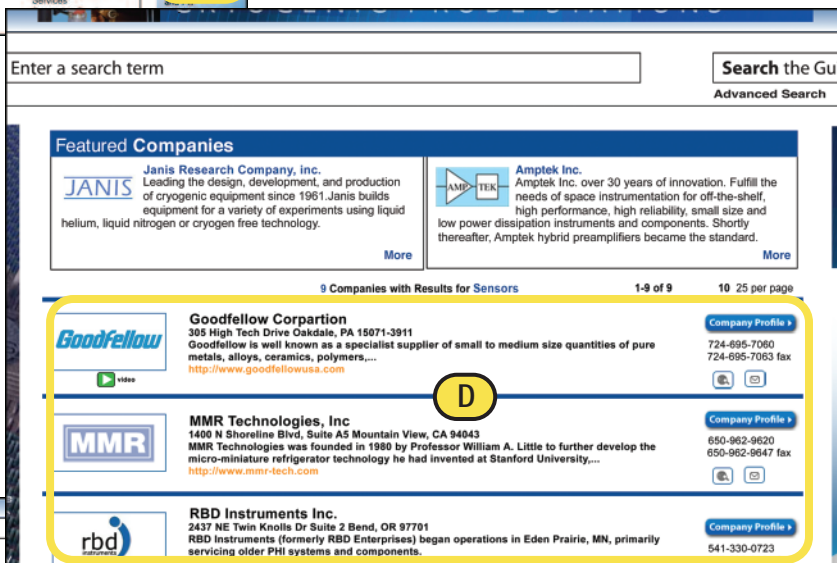 Services
and PR
CRYOGENIC PROBE STATIONS
Enter a search term
Search the Gu
Advanced Search
Featured Companies
JANIS
Janis Research Company, inc.
Leading the design, development, and production
of cryogenic equipment since 1961.Janis builds
equipment for a variety of experiments using liquid
helium, liquid nitrogen or cryogen free technology.
More
AMP TEK
Amptek Inc.
Amptek Inc. over 30 years of innovation. Fulfill the
needs of space instrumentation for off-the-shelf,
high performance, high reliability, small size and
low power dissipation instruments and components. Shortly
thereafter, Amptek hybrid preamplifiers became the standard.
More
9 Companies with Results for Sensors
1-9 of 9
10 25 per page
Goodfellow
video
Goodfellow Corpartion
305 High Tech Drive Oakdale, PA 15071-3911
Goodfellow is well known as a specialist supplier of small to medium size quantities of pure
metals, alloys, ceramics, polymers,...
http://www.goodfellowusa.com
Company Profile
724-695-7060
724-695-7063 fax
D
MMR
MMR Technologies, Inc
1400 N Shoreline Blvd, Suite A5 Mountain View, CA 94043
MMR Technologies was founded in 1980 by Professor William A. Little to further develop the
micro-miniature refrigerator technology he had invented at Stanford University,...
http://www.mmr-tech.com
Company Profile
650-962-9620
650-962-9647 fax
rbd
instruments
RBD Instruments Inc.
2437 NE Twin Knolls Dr Suite 2 Bend, OR 97701
RBD Instruments (formerly RBD Enterprises) began operations in Eden Prairie, MN, primarily
servicing older PHI systems and components.
Company Profile
541-330-0723